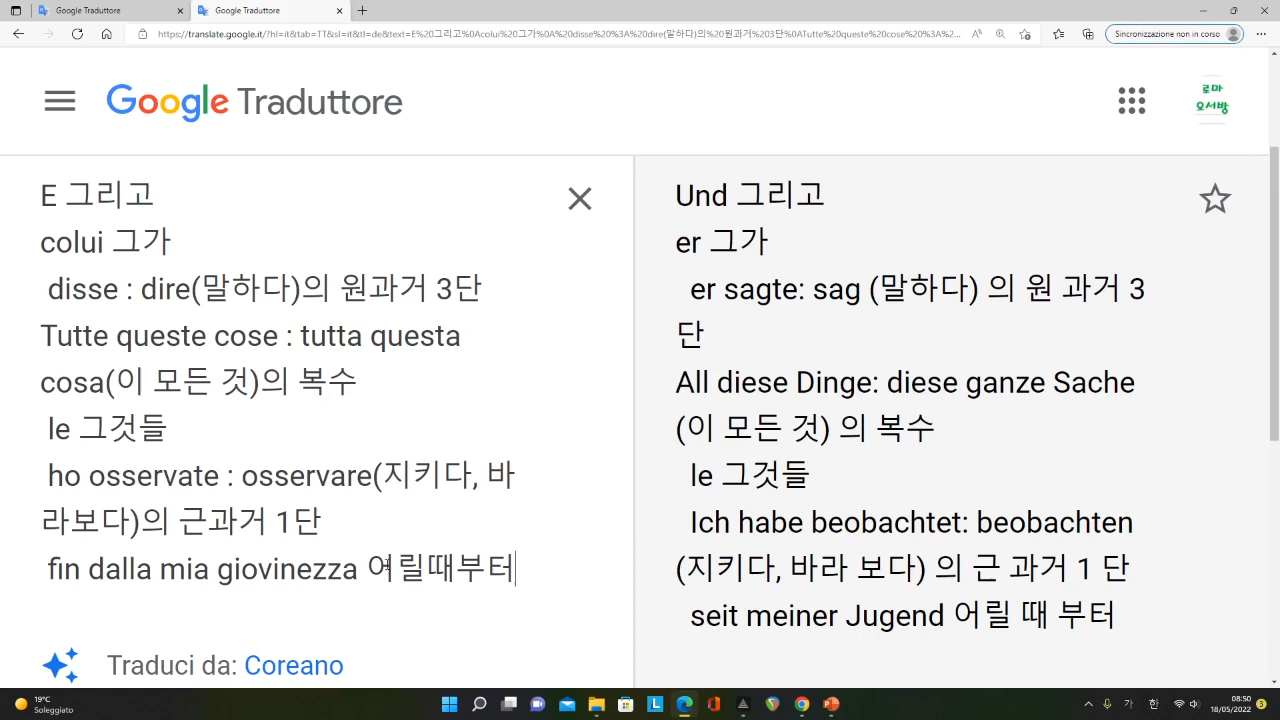 Google Traduttore
Google Traduttore
https://translate.google.it/?hl=it&tab=TT&sl=it&tl=de&text=E%20그리고%0Acolui%20그가%0A%20disse%20%3A%20dire(말하다)의%20원과거%203단%0ATutte%20queste%20cose%20%3A%2...
Sincronizzazione non in corso
Google Traduttore
로마
오서방
E 그리고
colui 그가
disse : dire(말하다)의 원과거 3단
Tutte queste cose : tutta questa
cosa(이 모든 것)의 복수
le 그것들
ho osservate : osservare(지키다, 바
라보다)의 근과거 1단
fin dalla mia giovinezza 어릴때부터
Traduci da: Coreano
Und 그리고
er 그가
er sagte: sag (말하다) 의 원 과거 3
단
All diese Dinge: diese ganze Sache
(이 모든 것) 의 복수
le 그것들
Ich habe beobachtet: beobachten
(지키다, 바라 보다) 의 근 과거 1 단
seit meiner Jugend 어릴 때 부터
19°C
Soleggiato
가
한
08:50
18/05/2022
3